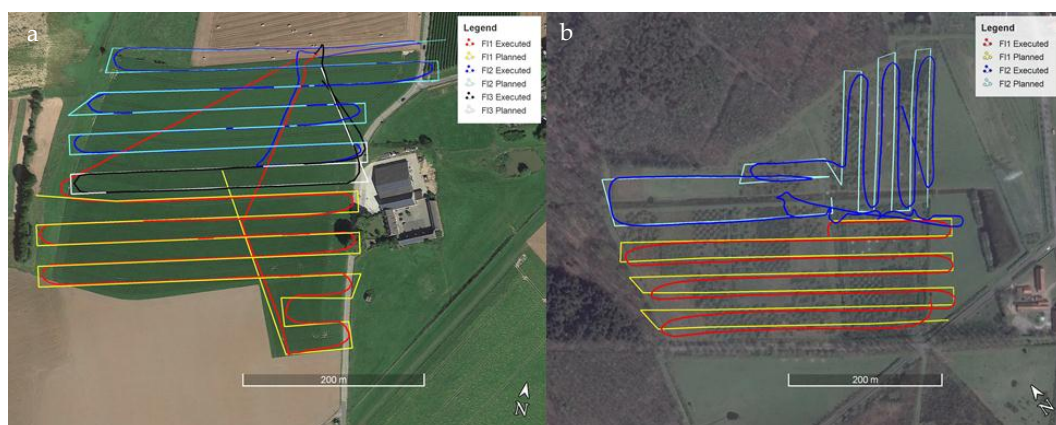 a
Legend
Fl1 Executed
Fl1 Planned
Fl2 Executed
Fl2 Planned
Fl3 Executed
Fl3 Planned
200 m
N
b
Legend
Fl1 Executed
Fl1 Planned
Fl2 Executed
Fl2 Planned
200 m
N